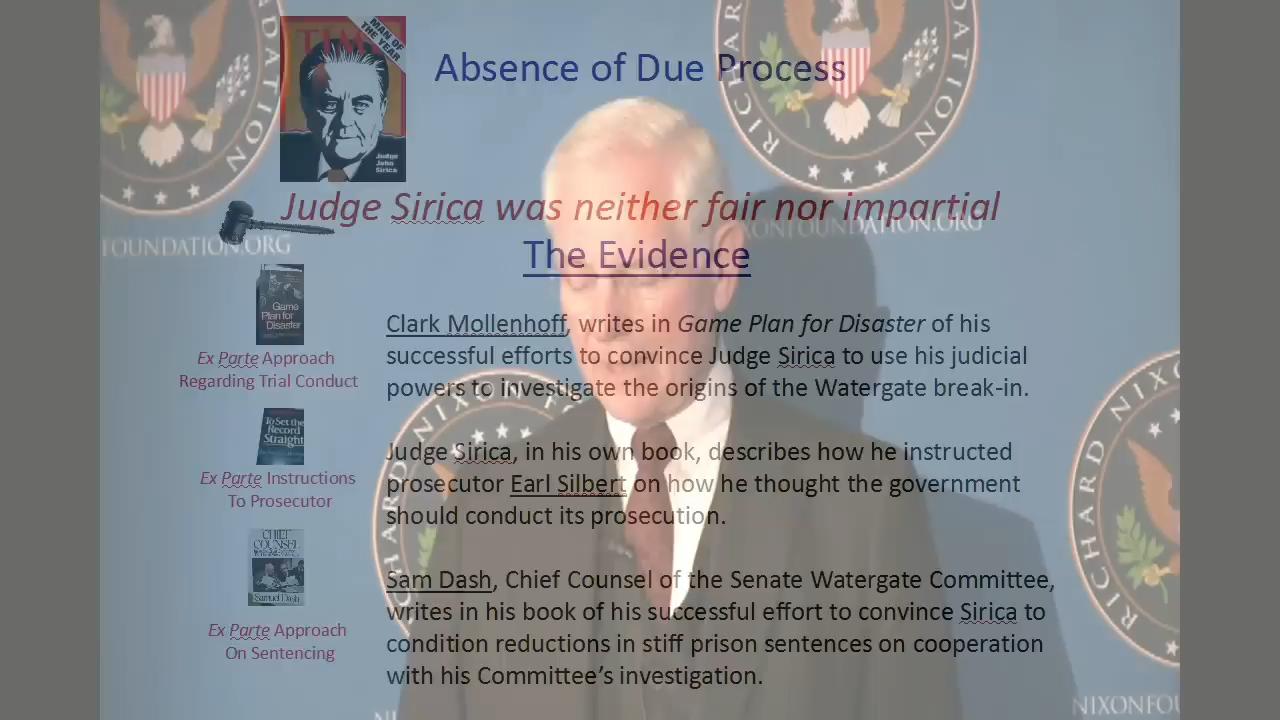 TIME
MAN OF
THE YEAR
Judge
John
Sirica
Absence of Due Process
Judge Sirica was neither fair nor impartial
The Evidence
FOUNDATION.ORG
NIXONFOUNDATION.ORG
Game
Plan for
Disaster
Ex Parte Approach
Regarding Trial Conduct
Clark Mollenhoff, writes in Game Plan for Disaster of his
successful efforts to convince Judge Sirica to use his judicial
powers to investigate the origins of the Watergate break-in.
To Set the
Record
Straight
Ex Parte Instructions
To Prosecutor
Judge Sirica, in his own book, describes how he instructed
prosecutor Earl Silbert on how he thought the government
should conduct its prosecution.
CHIEF
COUNSEL
Samuel Dash
Ex Parte Approach
On Sentencing
Sam Dash, Chief Counsel of the Senate Watergate Committee,
writes in his book of his successful effort to convince Sirica to
condition reductions in stiff prison sentences on cooperation
with his Committee's investigation.
DATION
RICHARD
RICHARD NIXON FO
RICHARD NIXON
NIXONFOU